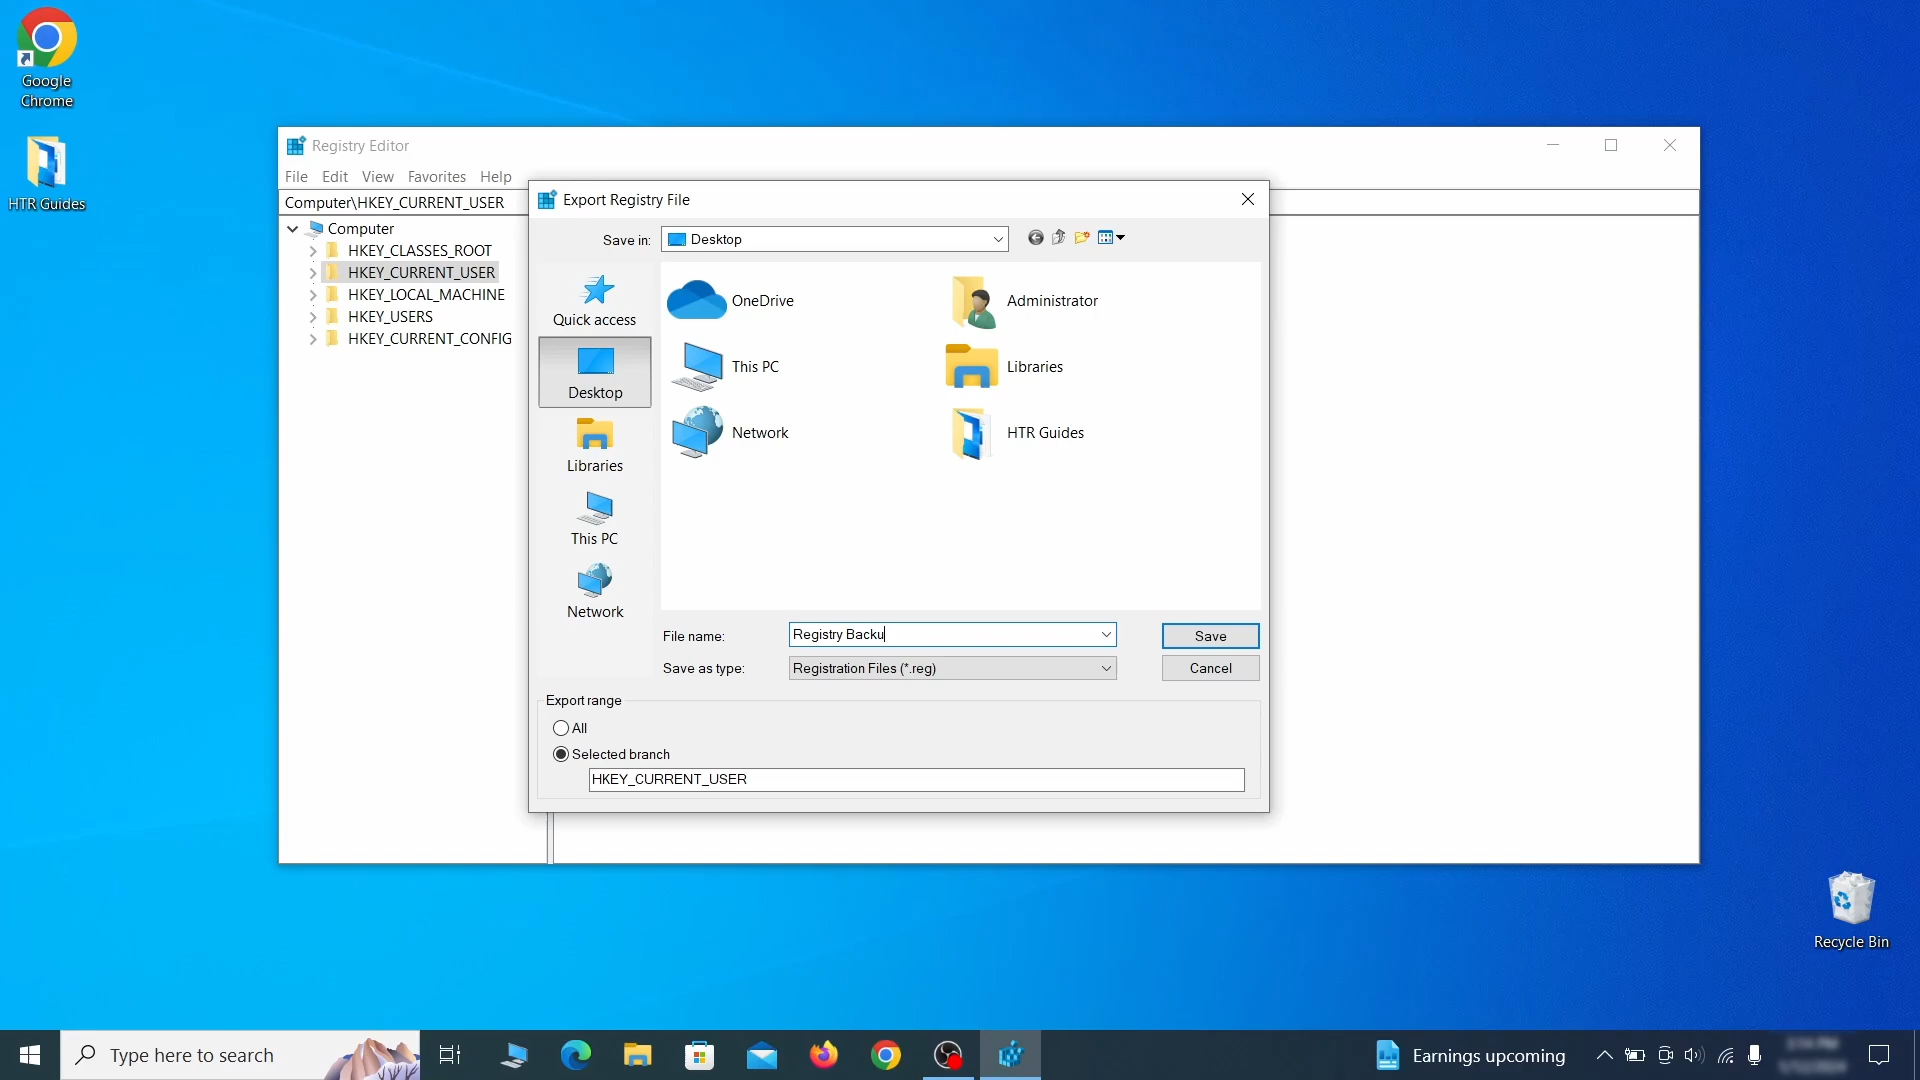 Google
Chrome
HTR Guides
Registry Editor
File Edit View Favorites Help
Computer\HKEY_CURRENT_USER
Computer
HKEY_CLASSES_ROOT
HKEY_CURRENT_USER
HKEY_LOCAL_MACHINE
HKEY_USERS
HKEY_CURRENT_CONFIG
Export Registry File
Save in: Desktop
Quick access
Desktop
Libraries
This PC
Network
OneDrive
Administrator
This PC
Libraries
Network
HTR Guides
File name: Registry Backu Save
Save as type: Registration Files (*.reg) Cancel
Export range
All
Selected branch
HKEY_CURRENT_USER
Recycle Bin
Type here to search
Earnings upcoming